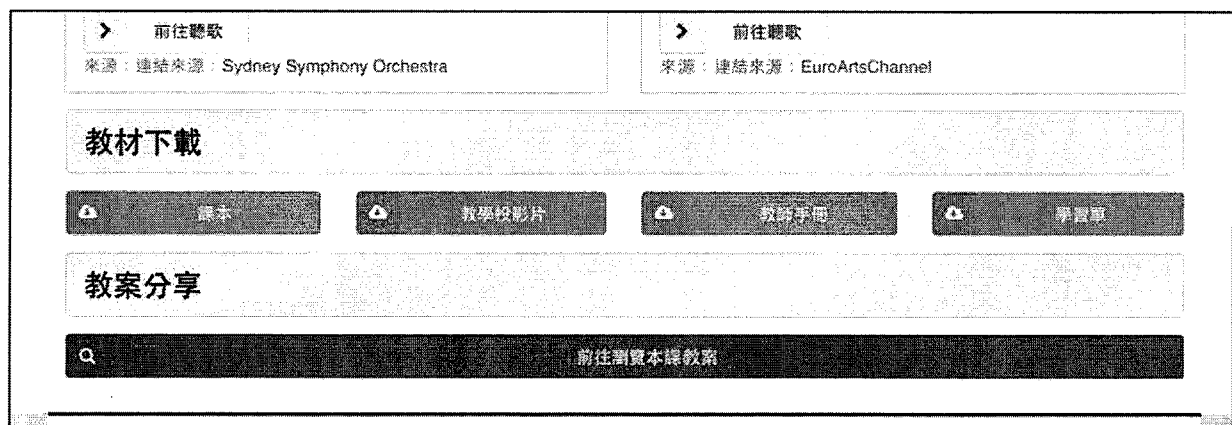 前往聽歌
來源：連結來源：Sydney Symphony Orchestra
前往聽歌
來源：連結來源：EuroArtsChannel
教材下載
課本
教學投影片
教師手冊
學習單
教案分享
前往瀏覽本課教案